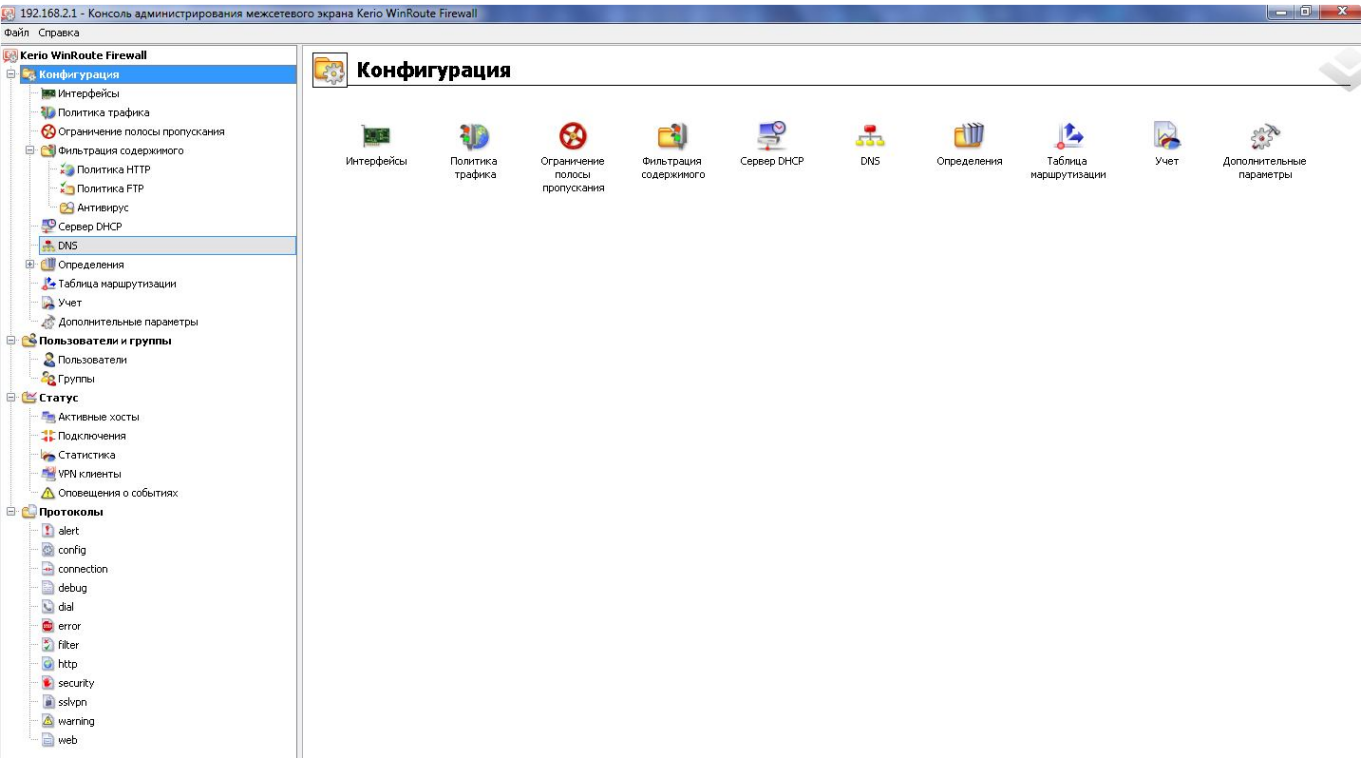 192.168.2.1 - Консоль администрирования межсетевого экрана Kerio WinRoute Firewall
Файл Справка
Kerio WinRoute Firewall
Конфигурация
Интерфейсы
Политика трафика
Ограничение полосы пропускания
Фильтрация содержимого
Политика HTTP
Политика FTP
Антивирус
Сервер DHCP
DNS
Определения
Таблица маршрутизации
Учет
Дополнительные параметры
Пользователи и группы
Пользователи
Группы
Статус
Активные хосты
Подключения
Статистика
VPN клиенты
Оповещения о событиях
Протоколы
alert
config
connection
debug
dial
error
filter
http
security
sslvpn
warning
web
Конфигурация
Интерфейсы
Политика
трафика
Ограничение
полосы
пропускания
Фильтрация
содержимого
Сервер DHCP
DNS
Определения
Таблица
маршрутизации
Учет
Дополнительные
параметры